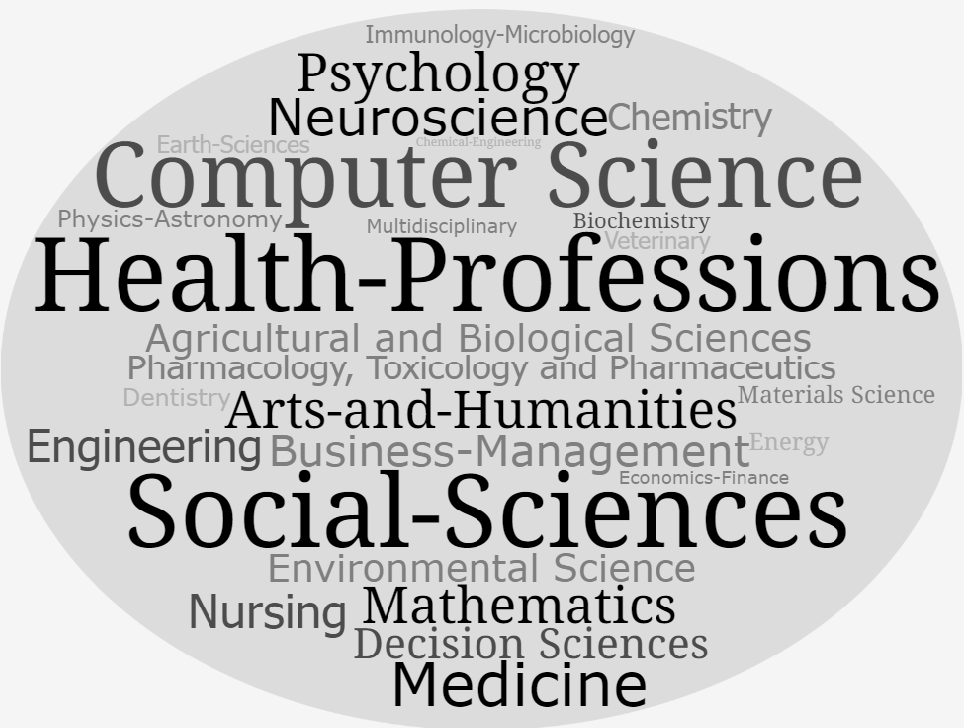 Immunology-Microbiology
Psychology
Neuroscience Chemistry
Earth-Sciences Chemical-Engineering
Computer Science
Physics-Astronomy Multidisciplinary Biochemistry
Veterinary
Health-Professions
Agricultural and Biological Sciences
Pharmacology, Toxicology and Pharmaceutics
Dentistry Arts-and-Humanities Materials Science
Engineering Business-Management Energy
Economics-Finance
Social-Sciences
Environmental Science
Nursing Mathematics
Decision Sciences
Medicine